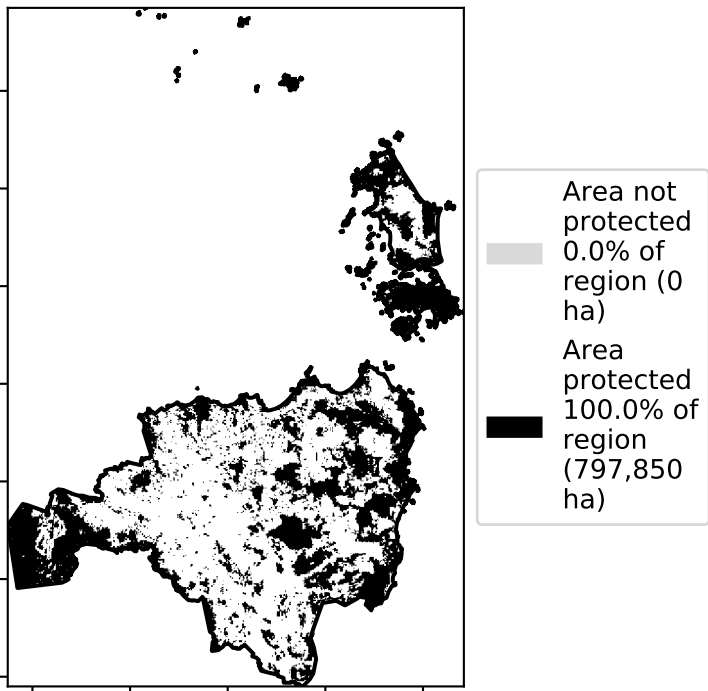 Area not
protected
0.0% of
region (0
ha)
Area
protected
100.0% of
region
(797,850
ha)